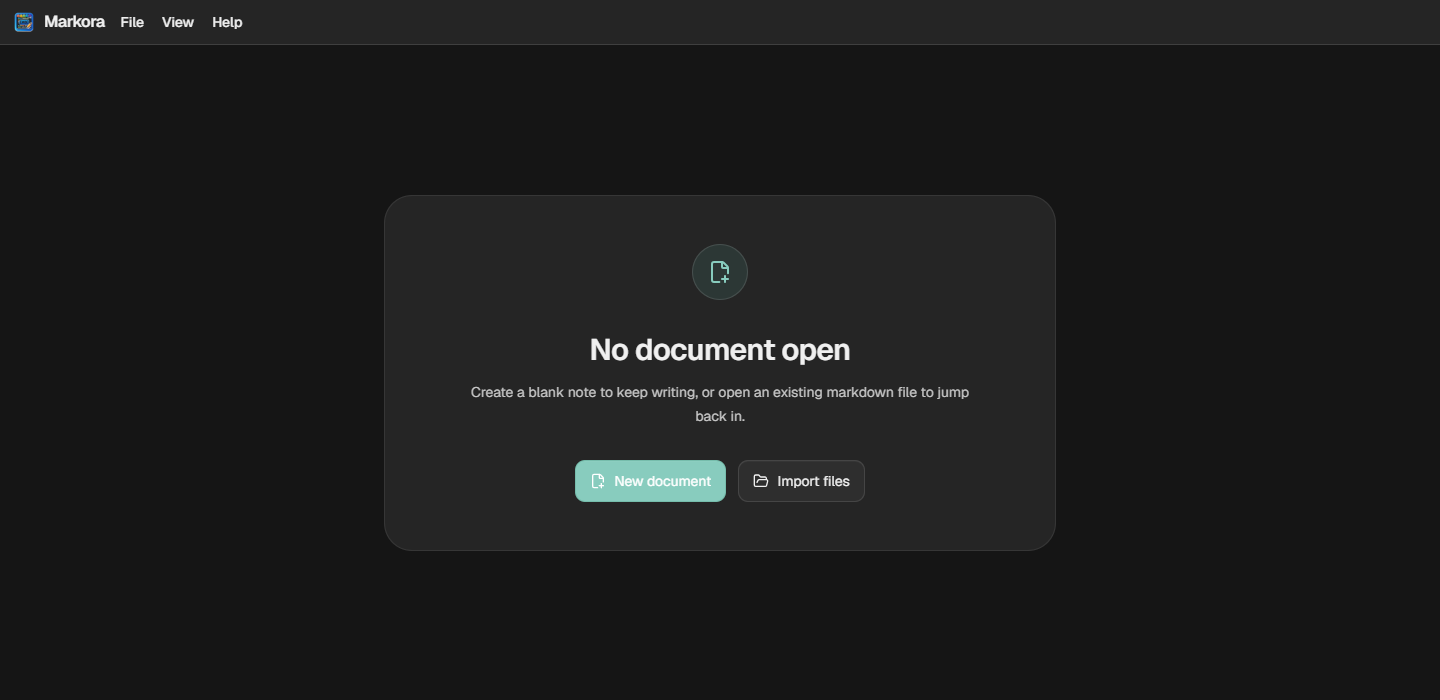 Markora File View Help
No document open
Create a blank note to keep writing, or open an existing markdown file to jump
back in.
New document Import files